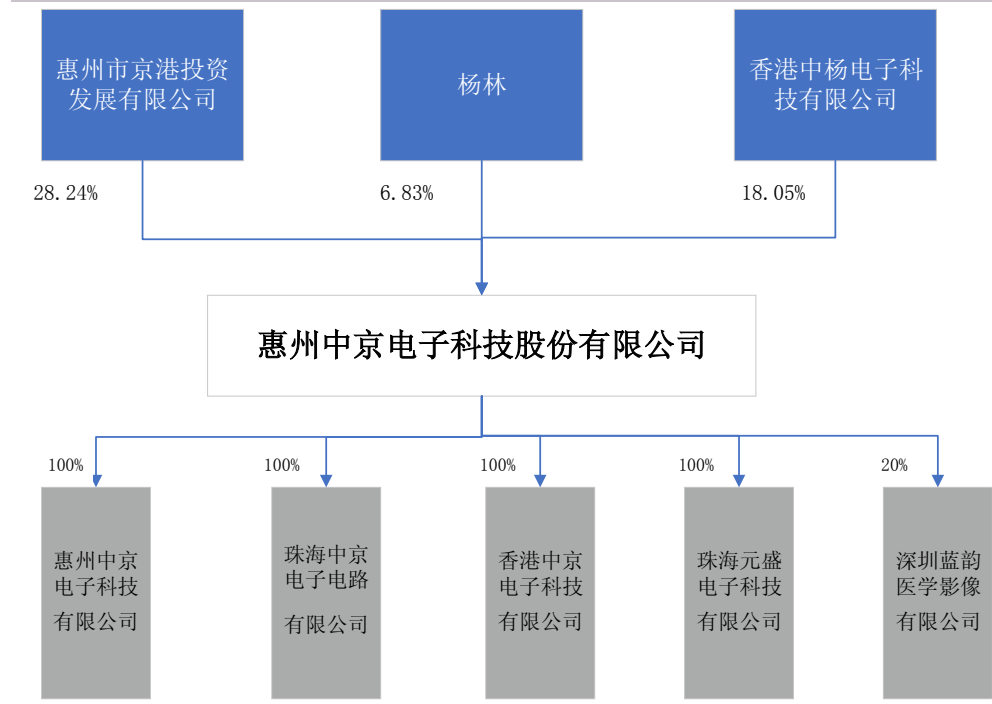 惠州市京港投资
发展有限公司
杨林
香港中杨电子科
技有限公司
28.24%
6.83%
18.05%
惠州中京电子科技股份有限公司
100%
100%
100%
100%
20%
惠州中京
电子科技
有限公司
珠海中京
电子电路
有限公司
香港中京
电子科技
有限公司
珠海元盛
电子科技
有限公司
深圳蓝韵
医学影像
有限公司